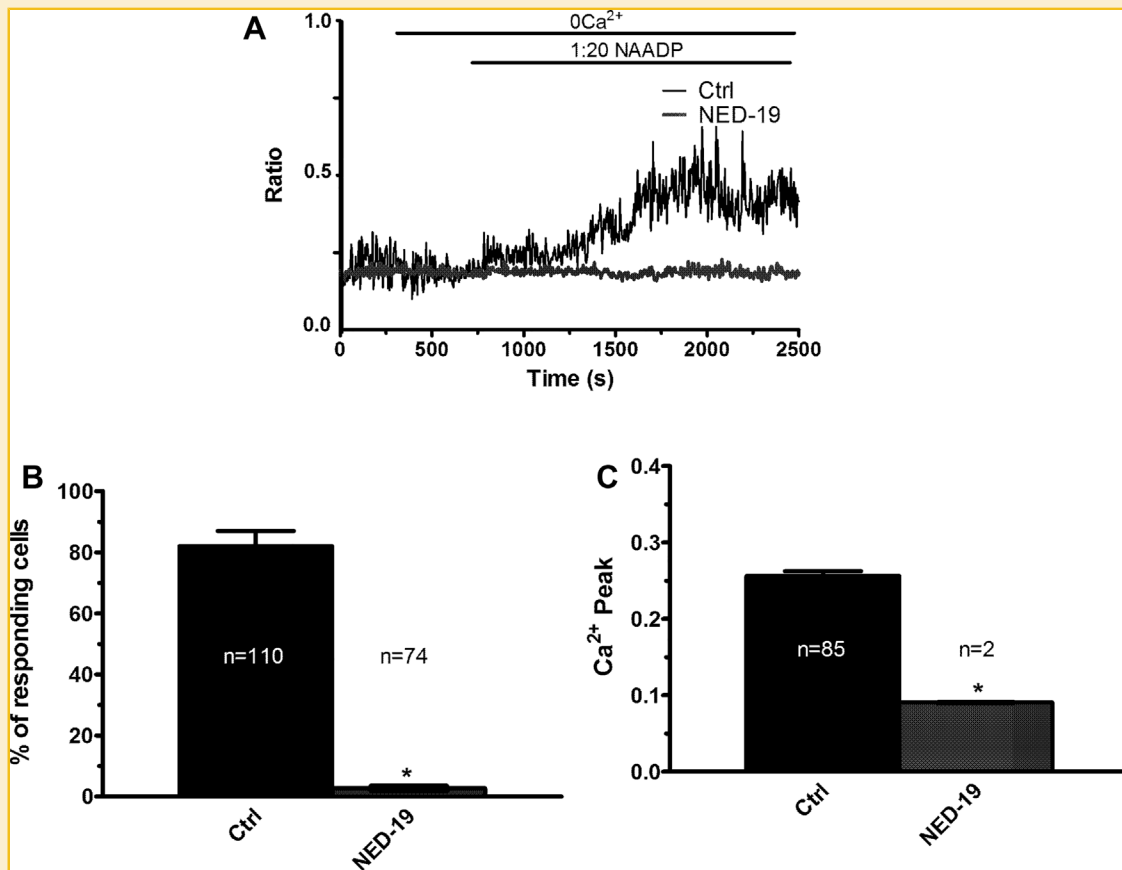 A
1.0
0Ca²⁺
1:20 NAADP
Ctrl
NED-19
0.5
Ratio
0.0
0 500 1000 1500 2000 2500
Time (s)
B
100
80
60
40
20
0
% of responding cells
n=110
n=74
*
Ctrl
NED-19
C
0.4
0.3
0.2
0.1
0.0
Ca²⁺ Peak
n=85
n=2
*
Ctrl
NED-19